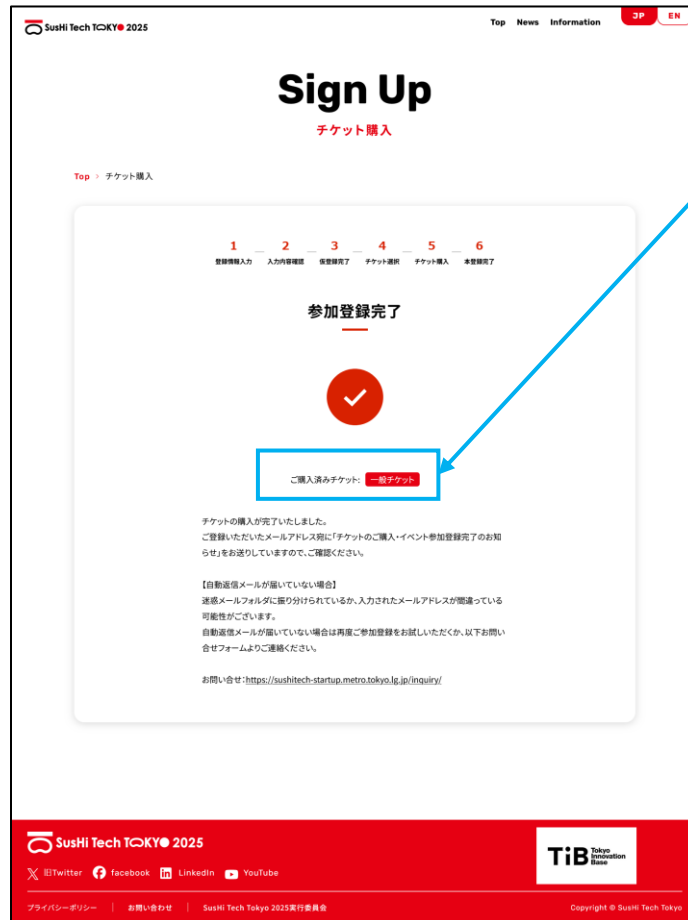 SusHi Tech TOKYO 2025
Top News Information JP EN
Sign Up
チケット購入
Top > チケット購入
1 2 3 4 5 6
登録情報入力 入力内容確認 仮登録完了 チケット選択 チケット購入 本登録完了
参加登録完了
ご購入済みチケット: 一般チケット
チケットの購入が完了いたしました。
ご登録いただいたメールアドレス宛に「チケットのご購入・イベント参加登録完了のお知
らせ」をお送りしていますので、ご確認ください。
【自動返信メールが届いていない場合】
迷惑メールフォルダに振り分けられているか、入力されたメールアドレスが間違っている
可能性がございます。
自動返信メールが届いていない場合は再度ご参加登録をお試しいただくか、以下お問い
合せフォームよりご連絡ください。
お問い合せ：https://sushitech-startup.metro.tokyo.lg.jp/inquiry/
SusHi Tech TOKYO 2025
TiB Tokyo Innovation Base
旧Twitter facebook LinkedIn YouTube
プライバシーポリシー | お問い合わせ | SusHi Tech Tokyo 2025実行委員会
Copyright © SusHi Tech Tokyo